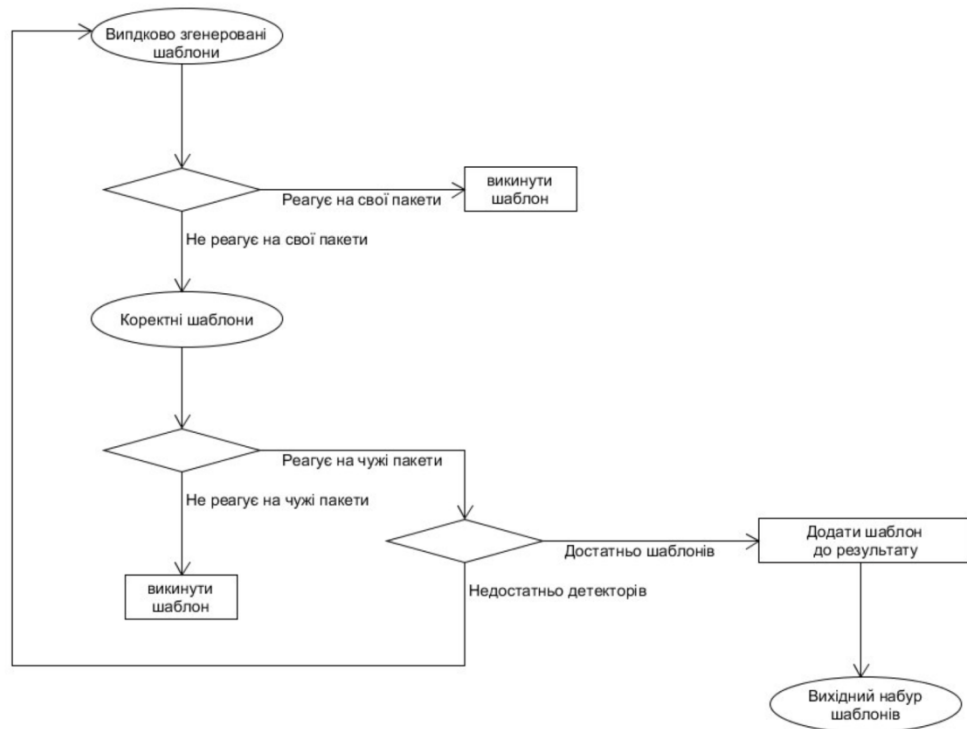 Випдково згенеровані
шаблони
Реагує на свої пакети
викинути
шаблон
Не реагує на свої пакети
Коректні шаблони
Реагує на чужі пакети
Не реагує на чужі пакети
викинути
шаблон
Достатньо шаблонів
Додати шаблон
до результату
Недостатньо детекторів
Вихідний набур
шаблонів